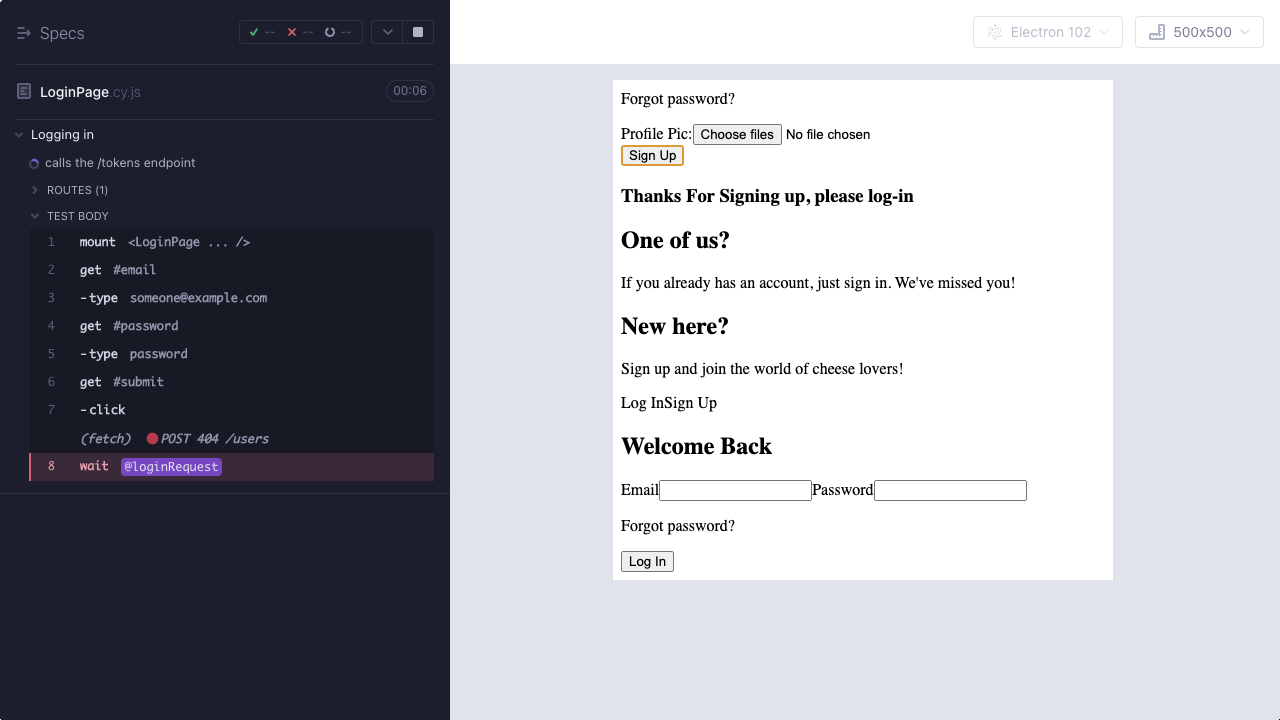 Specs
-- -- --
LoginPage.cy.js 00:06
Logging in
calls the /tokens endpoint
ROUTES (1)
TEST BODY
1 mount <LoginPage ... />
2 get #email
3 -type someone@example.com
4 get #password
5 -type password
6 get #submit
7 -click
(fetch) POST 404 /users
8 wait @loginRequest
Electron 102
500x500
Forgot password?
Profile Pic: Choose files No file chosen
Sign Up
Thanks For Signing up, please log-in
One of us?
If you already has an account, just sign in. We've missed you!
New here?
Sign up and join the world of cheese lovers!
Log InSign Up
Welcome Back
Email Password
Forgot password?
Log In